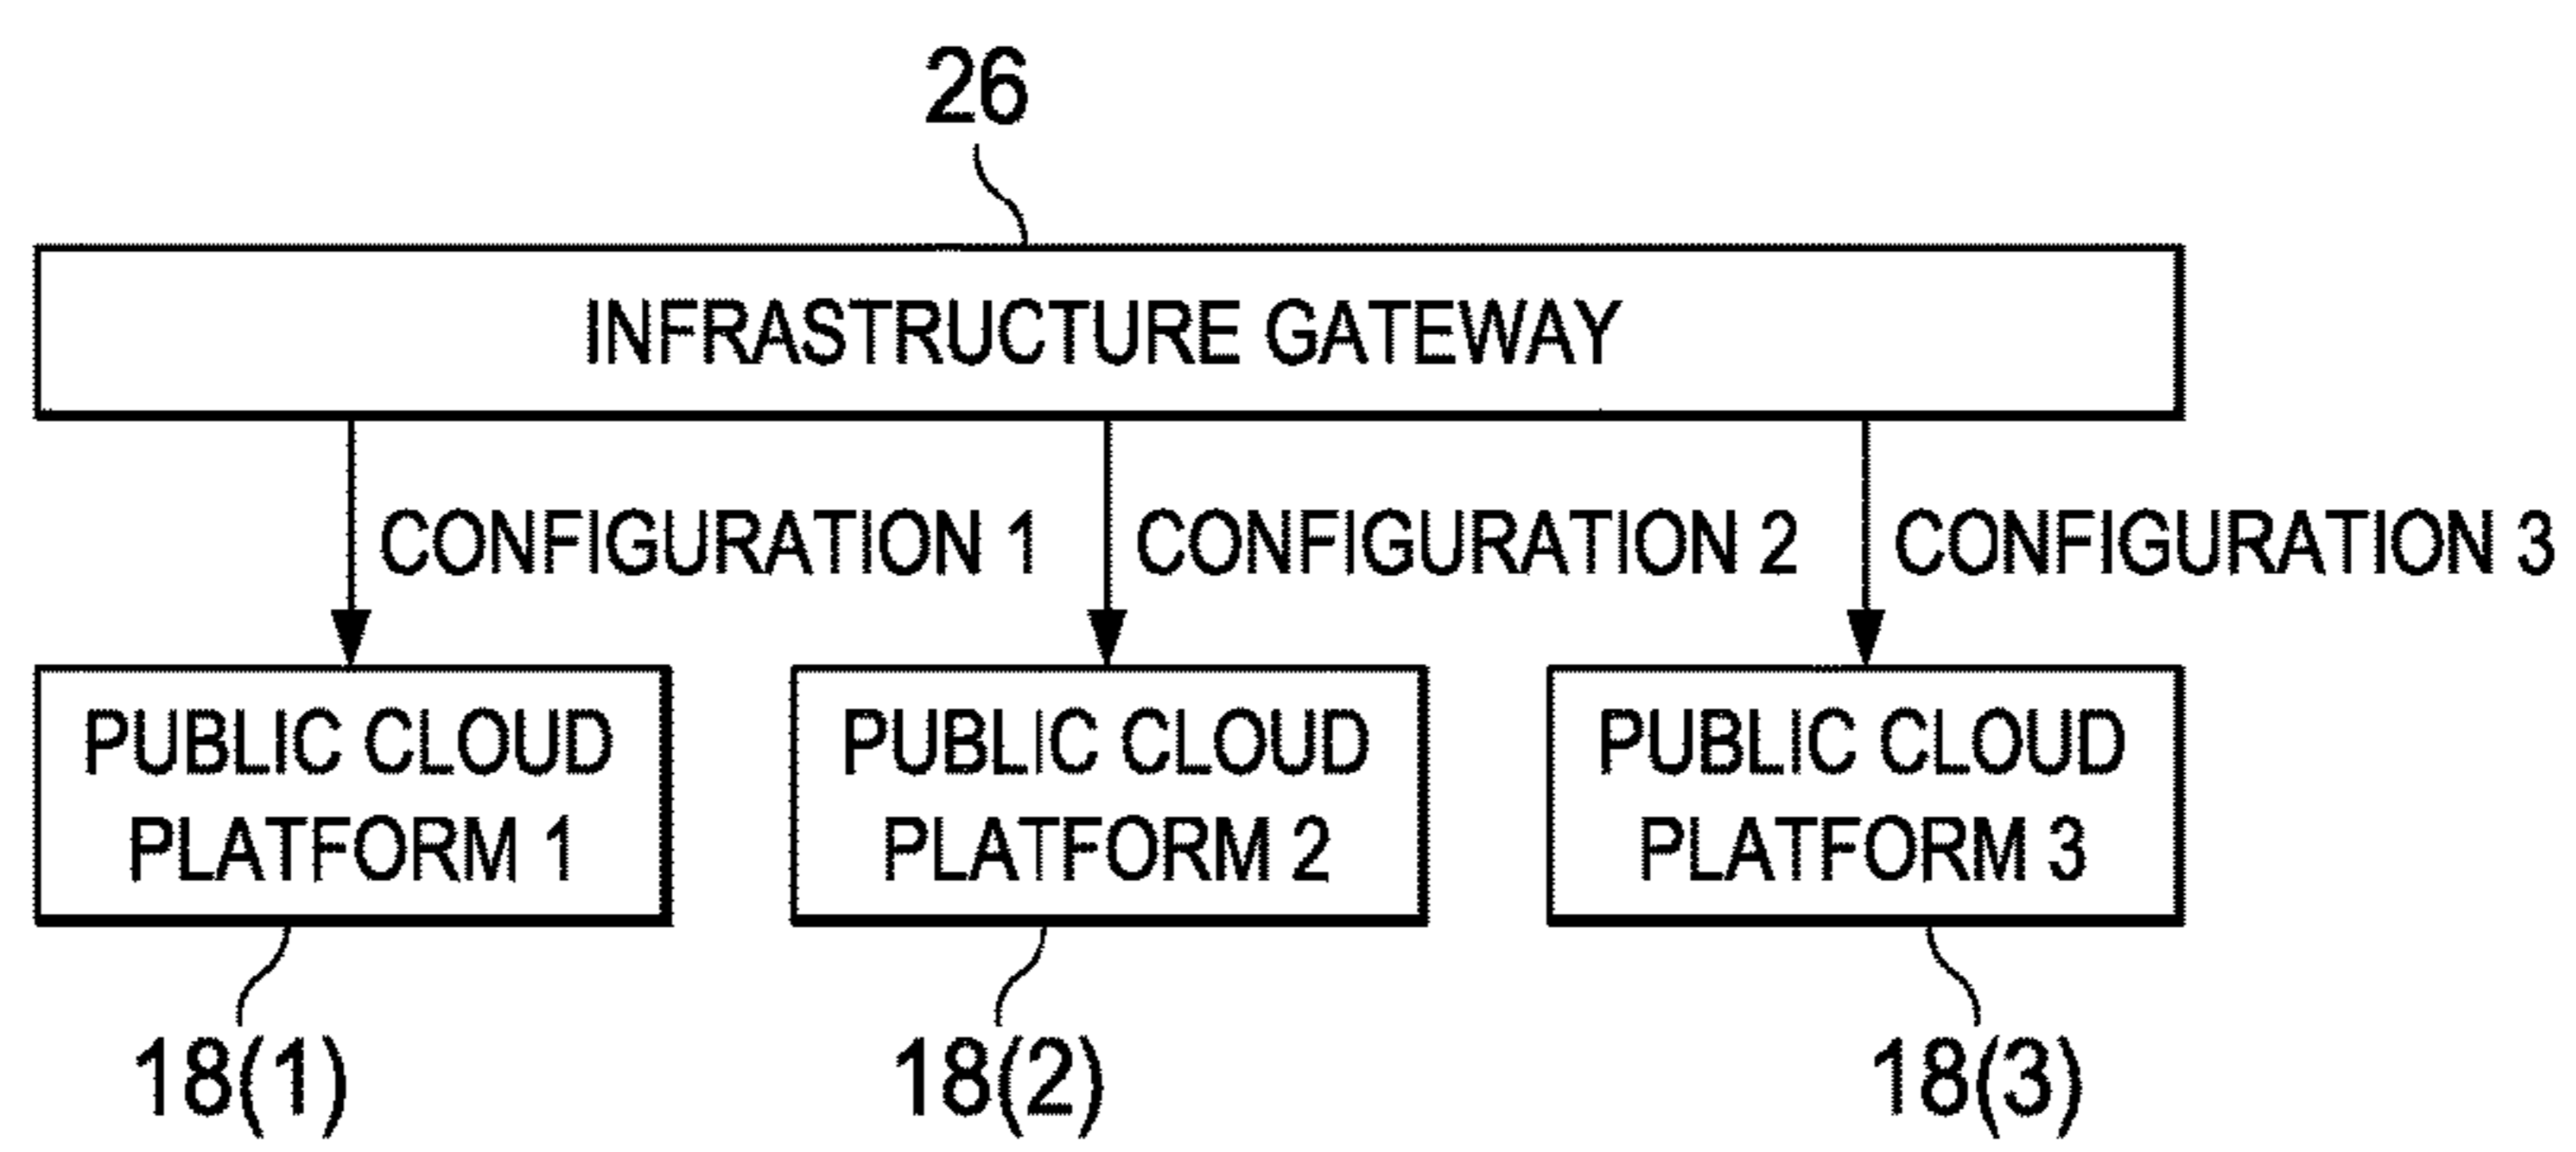 26
INFRASTRUCTURE GATEWAY
CONFIGURATION 1
CONFIGURATION 2
CONFIGURATION 3
PUBLIC CLOUD
PLATFORM 1
PUBLIC CLOUD
PLATFORM 2
PUBLIC CLOUD
PLATFORM 3
18(1)
18(2)
18(3)